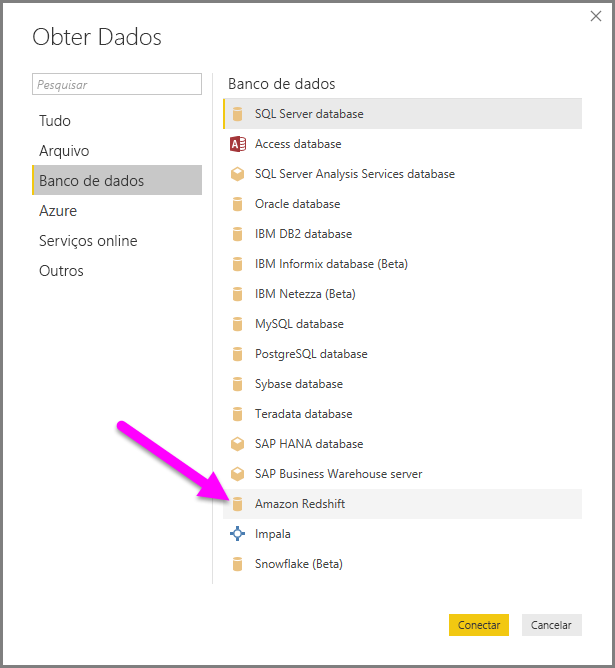 Obter Dados
Pesquisar
Tudo
Arquivo
Banco de dados
Azure
Serviços online
Outros
Banco de dados
SQL Server database
Access database
SQL Server Analysis Services database
Oracle database
IBM DB2 database
IBM Informix database (Beta)
IBM Netezza (Beta)
MySQL database
PostgreSQL database
Sybase database
Teradata database
SAP HANA database
SAP Business Warehouse server
Amazon Redshift
Impala
Snowflake (Beta)
Conectar
Cancelar